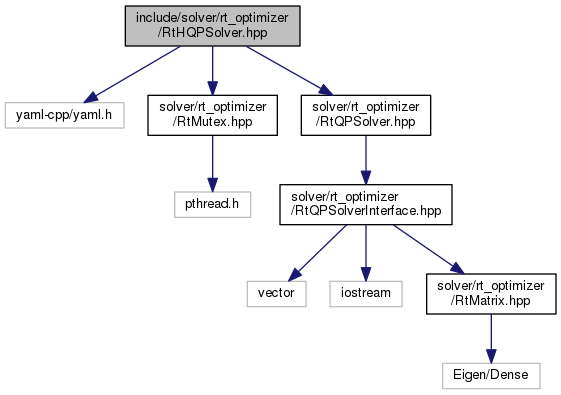 include/solver/rt_optimizer
/RtHQPSolver.hpp
yaml-cpp/yaml.h
solver/rt_optimizer
/RtMutex.hpp
solver/rt_optimizer
/RtQPSolver.hpp
pthread.h
solver/rt_optimizer
/RtQPSolverInterface.hpp
vector
iostream
solver/rt_optimizer
/RtMatrix.hpp
Eigen/Dense